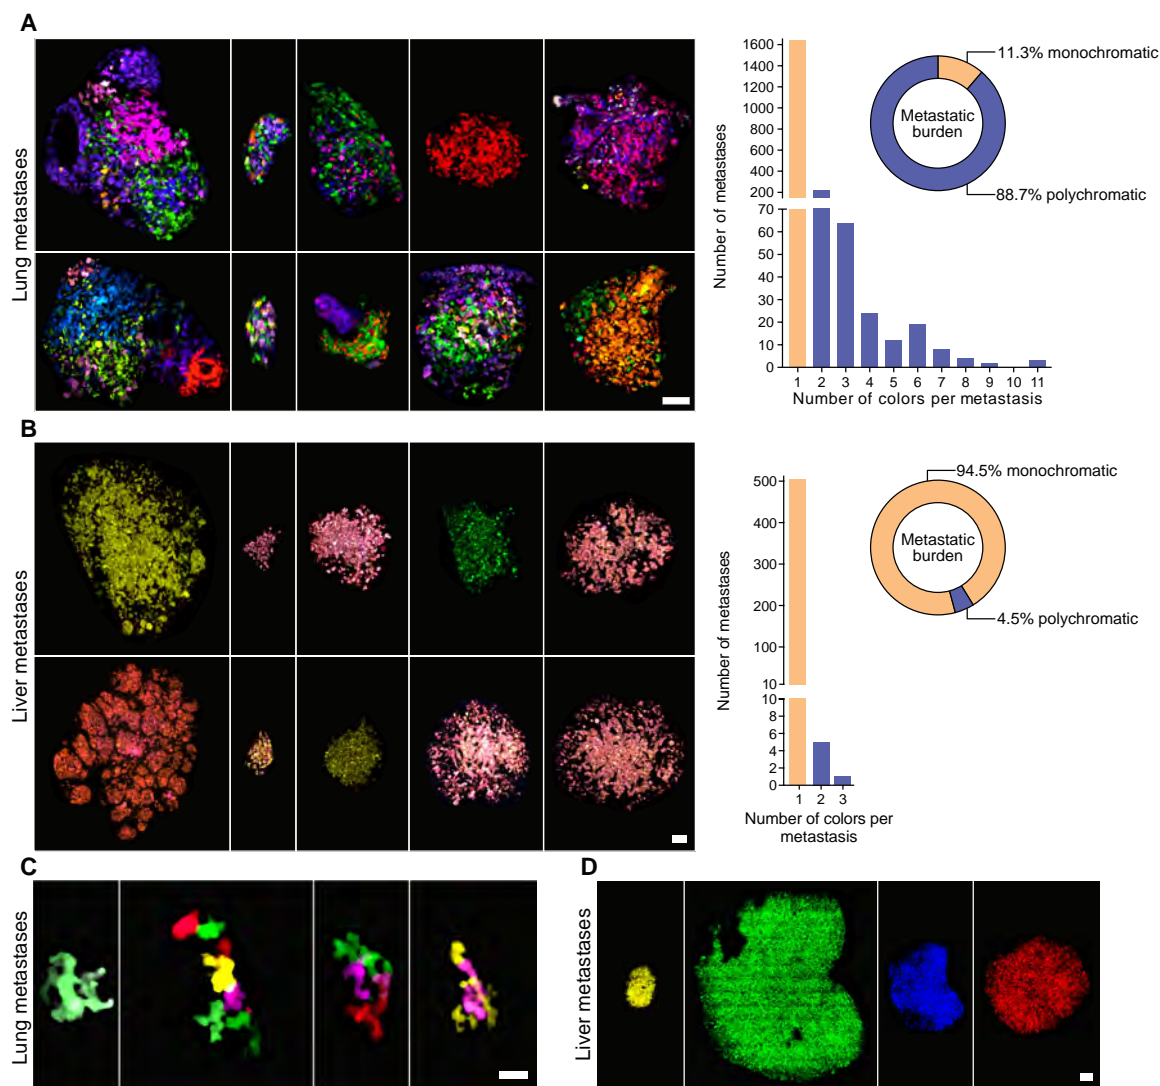 A
Lung metastases
Number of metastases
1600
1400
1200
1000
800
600
400
200
70
60
50
40
30
20
10
0
1 2 3 4 5 6 7 8 9 10 11
Number of colors per metastasis
Metastatic
burden
11.3% monochromatic
88.7% polychromatic
B
Liver metastases
Number of metastases
500
400
300
200
100
10
10
8
6
4
2
0
1 2 3
Number of colors per
metastasis
Metastatic
burden
94.5% monochromatic
4.5% polychromatic
C
Lung metastases
D
Liver metastases